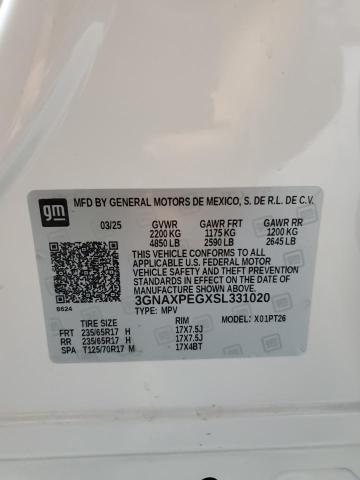 gm
MFD BY GENERAL MOTORS DE MEXICO, S. DE R.L. DE C.V.
03/25 GVWR GAWR FRT GAWR RR
2200 KG 1175 KG 1200 KG
4850 LB 2590 LB 2645 LB
THIS VEHICLE CONFORMS TO ALL
APPLICABLE U.S. FEDERAL MOTOR
VEHICLE SAFETY AND THEFT PREVENTION
STANDARDS IN EFFECT ON THE DATE OF
MANUFACTURE SHOWN ABOVE.
3GNAXPEGXSL331020
8624 TYPE: MPV MODEL: X01PT26
TIRE SIZE RIM
FRT 235/65R17 H 17X7.5J
RR 235/65R17 H 17X7.5J
SPA T125/70R17 M 17X4BT